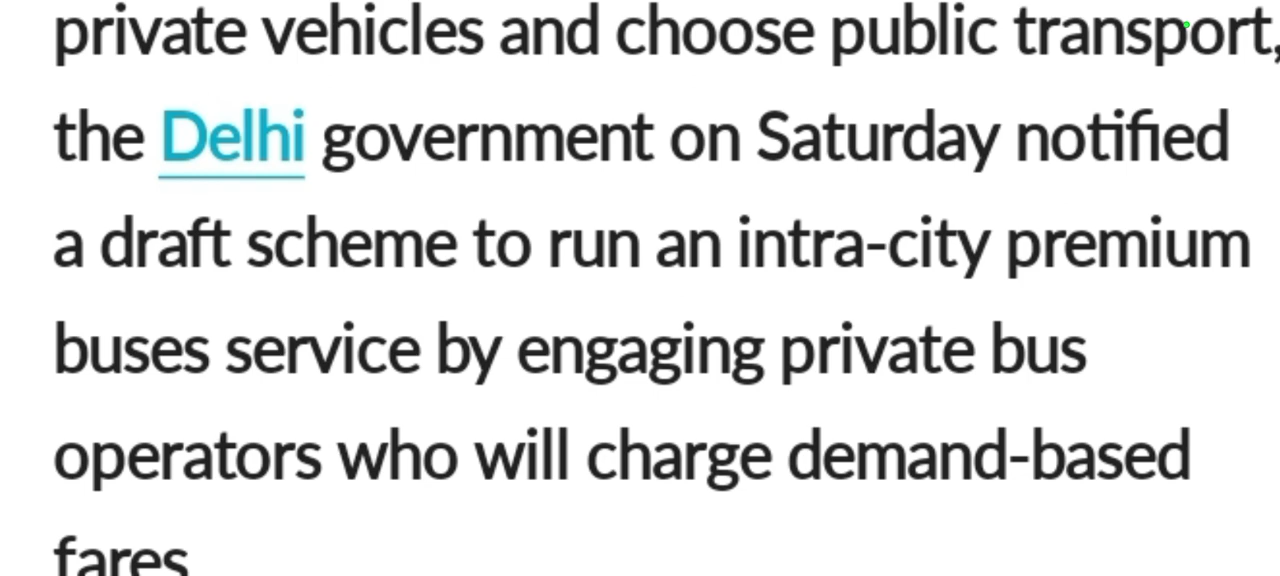 private vehicles and choose public transport,
the Delhi government on Saturday notified
a draft scheme to run an intra-city premium
buses service by engaging private bus
operators who will charge demand-based
fares